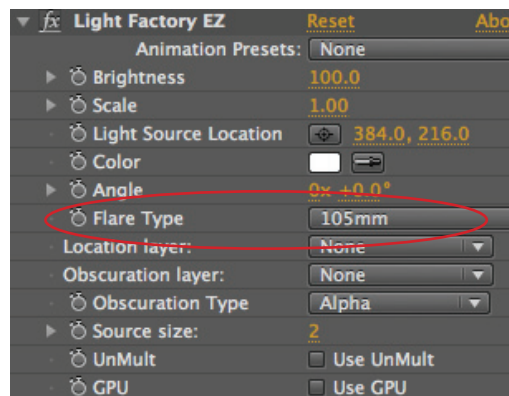 fx Light Factory EZ Reset Abo
Animation Presets: None
Brightness 100.0
Scale 1.00
Light Source Location 384.0, 216.0
Color
Angle 0x +0.0°
Flare Type 105mm
Location layer: None
Obscuration layer: None
Obscuration Type Alpha
Source size: 2
UnMult Use UnMult
GPU Use GPU